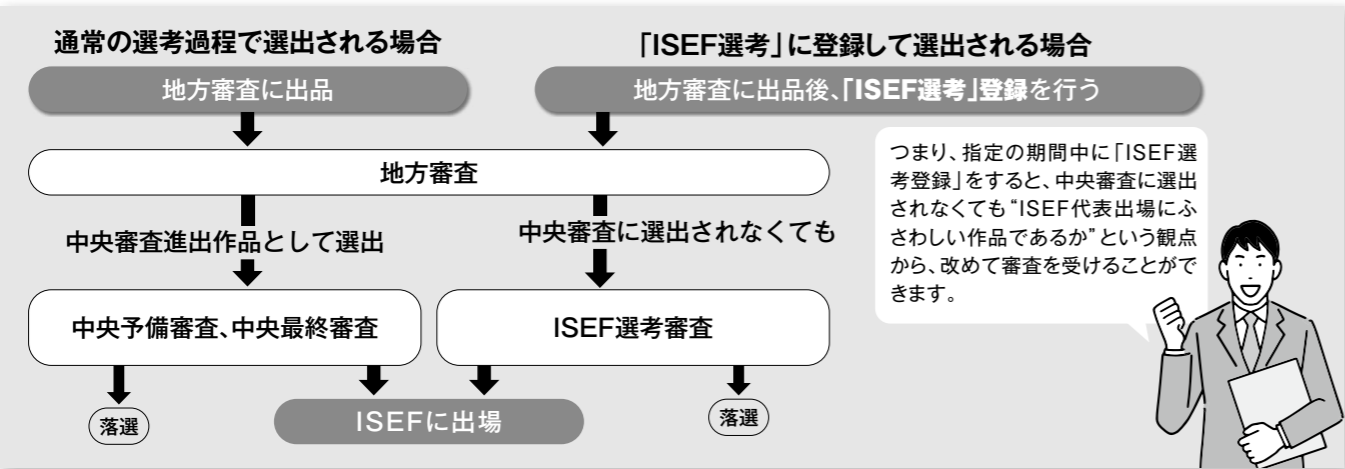 通常の選考過程で選出される場合
「ISEF選考」に登録して選出される場合
地方審査に出品
地方審査に出品後、「ISEF選考」登録を行う
地方審査
中央審査進出作品として選出
中央審査に選出されなくても
中央予備審査、中央最終審査
ISEF選考審査
落選
ISEFに出場
落選
つまり、指定の期間中に「ISEF選
考登録」をすると、中央審査に選出
されなくても“ISEF代表出場にふ
さわしい作品であるか”という観点
から、改めて審査を受けることがで
きます。